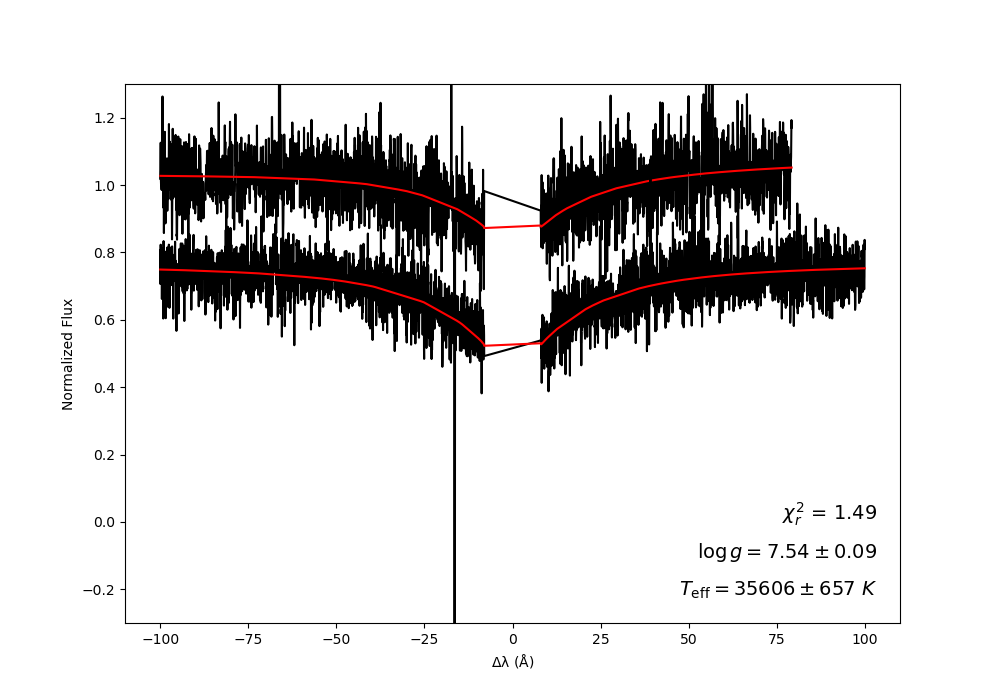 1.2
1.0
0.8
0.6
0.4
0.2
0.0
−0.2
Normalized Flux
χ²ᵣ = 1.49
log g = 7.54 ± 0.09
T_eff = 35606 ± 657 K
−100 −75 −50 −25 0 25 50 75 100
Δλ (Å)